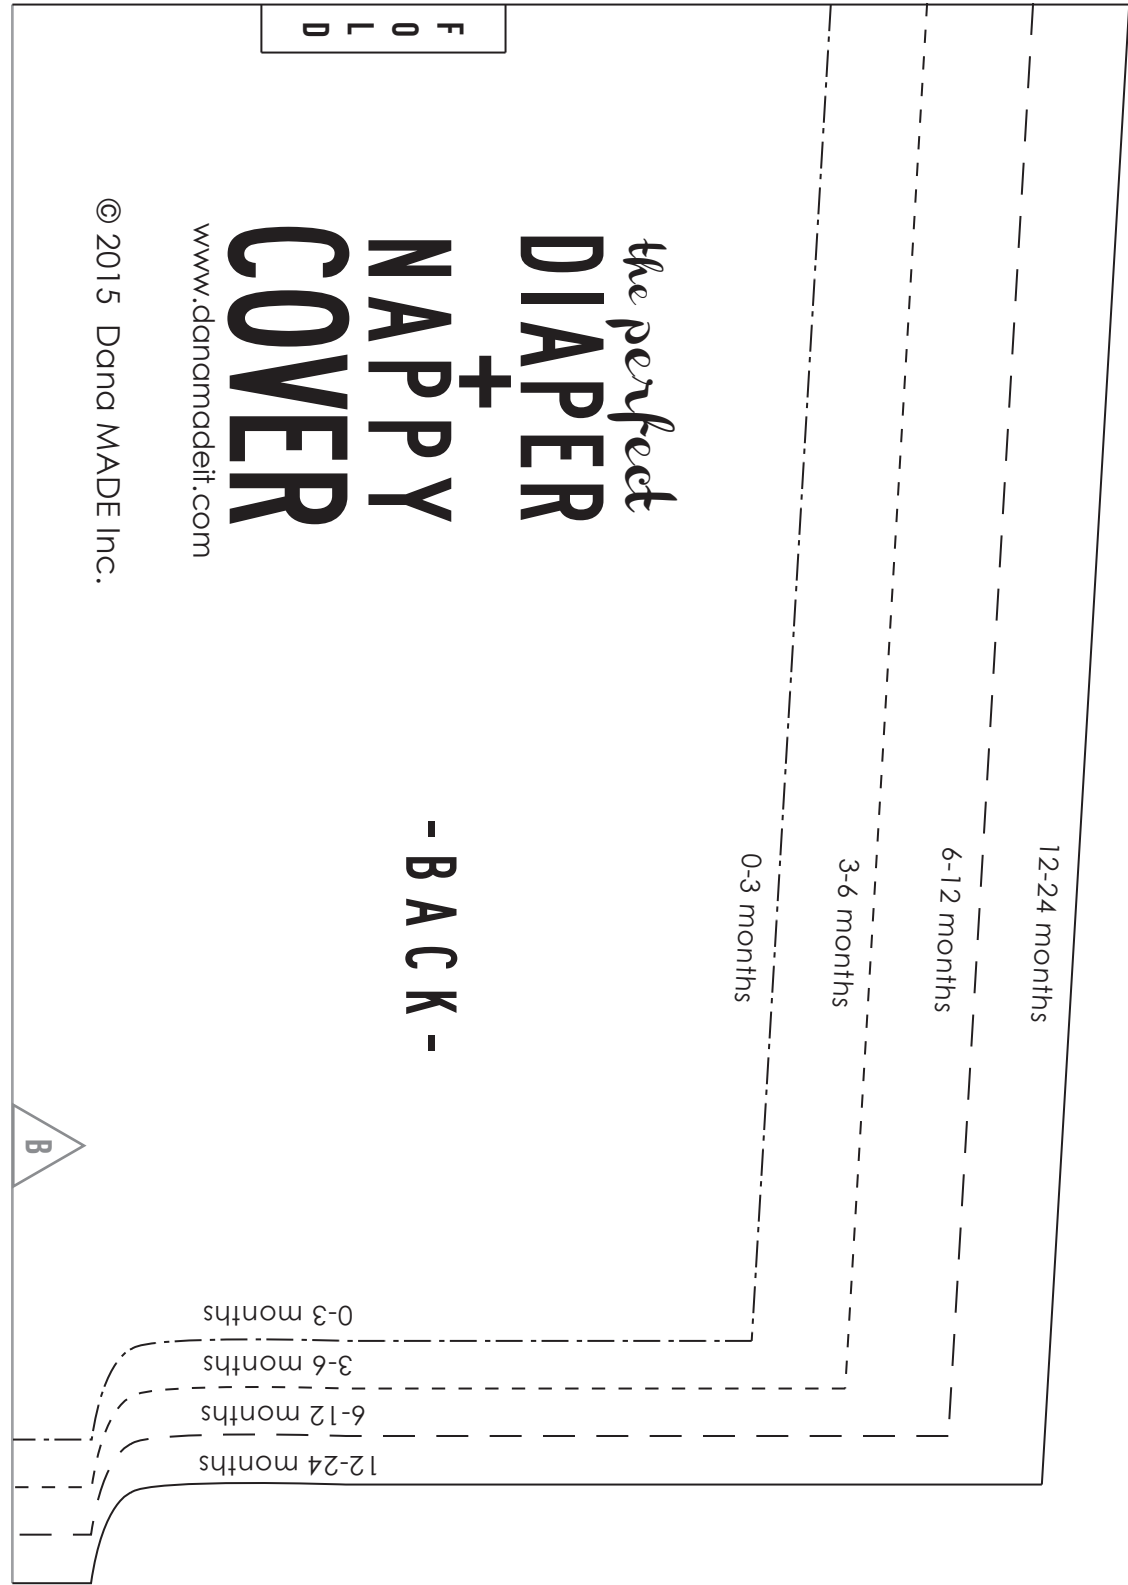 FOLD
the perfect
DIAPER
+
NAPPY
COVER
www.danamadeit.com
© 2015 Dana MADE Inc.
- BACK -
12-24 months
6-12 months
3-6 months
0-3 months
B
0-3 months
3-6 months
6-12 months
12-24 months